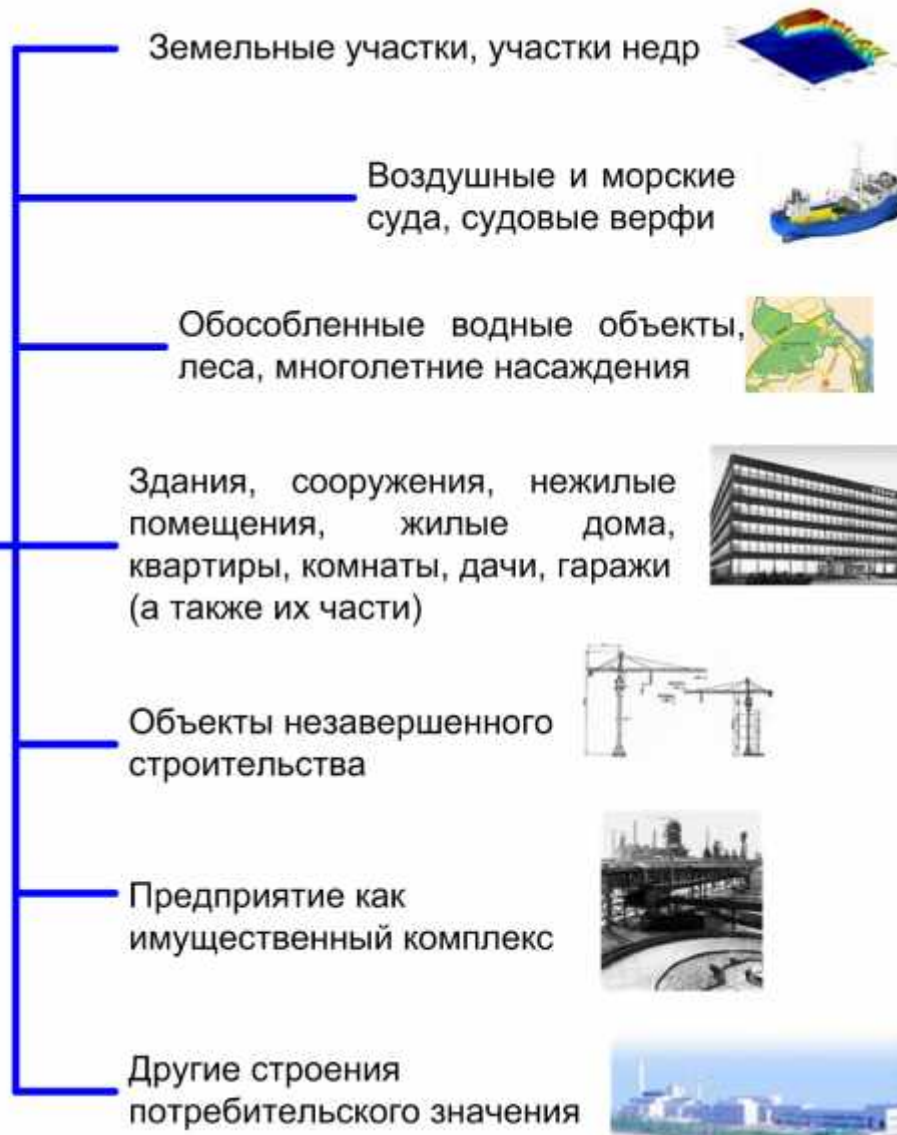 Земельные участки, участки недр
Воздушные и морские
суда, судовые верфи
Обособленные водные объекты,
леса, многолетние насаждения
Здания, сооружения, нежилые
помещения, жилые дома,
квартиры, комнаты, дачи, гаражи
(а также их части)
Объекты незавершенного
строительства
Предприятие как
имущественный комплекс
Другие строения
потребительского значения